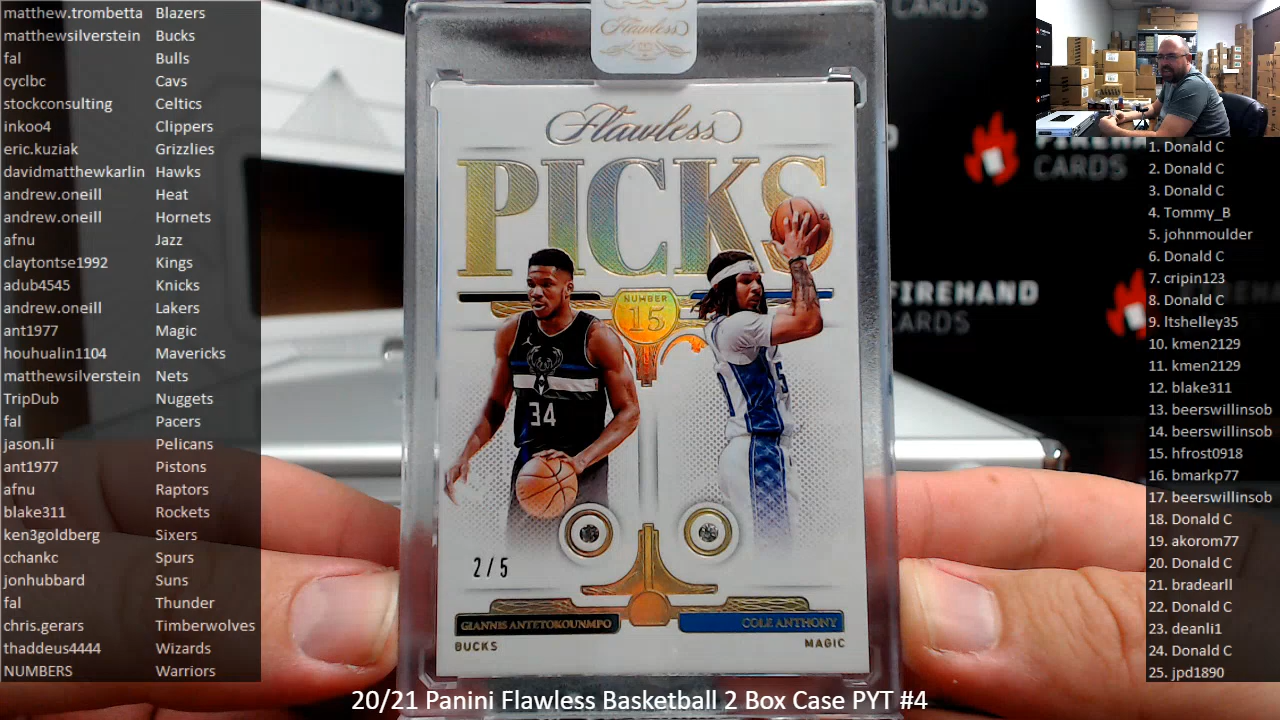 matthew.trombetta Blazers
matthewsilverstein Bucks
fal Bulls
cyclbc Cavs
stockconsulting Celtics
inkoo4 Clippers
eric.kuziak Grizzlies
davidmatthewkarlin Hawks
andrew.oneill Heat
andrew.oneill Hornets
afnu Jazz
claytontse1992 Kings
adub4545 Knicks
andrew.oneill Lakers
ant1977 Magic
houhualin1104 Mavericks
matthewsilverstein Nets
TripDub Nuggets
fal Pacers
jason.li Pelicans
ant1977 Pistons
afnu Raptors
blake311 Rockets
ken3goldberg Sixers
cchankc Spurs
jonhubbard Suns
fal Thunder
chris.gerars Timberwolves
thaddeus4444 Wizards
NUMBERS Warriors
Flawless
Flawless
PICKS
NUMBER
15
34
5
2/5
GIANNIS ANTETOKOUNMPO
BUCKS
COLE ANTHONY
MAGIC
CARDS
CARDS
FIREHAND
CARDS
1. Donald C
2. Donald C
3. Donald C
4. Tommy_B
5. johnmoulder
6. Donald C
7. cripin123
8. Donald C
9. ltshelley35
10. kmen2129
11. kmen2129
12. blake311
13. beerswillinsob
14. beerswillinsob
15. hfrost0918
16. bmarkp77
17. beerswillinsob
18. Donald C
19. akorom77
20. Donald C
21. bradearll
22. Donald C
23. deanli1
24. Donald C
25. jpd1890
20/21 Panini Flawless Basketball 2 Box Case PYT #4